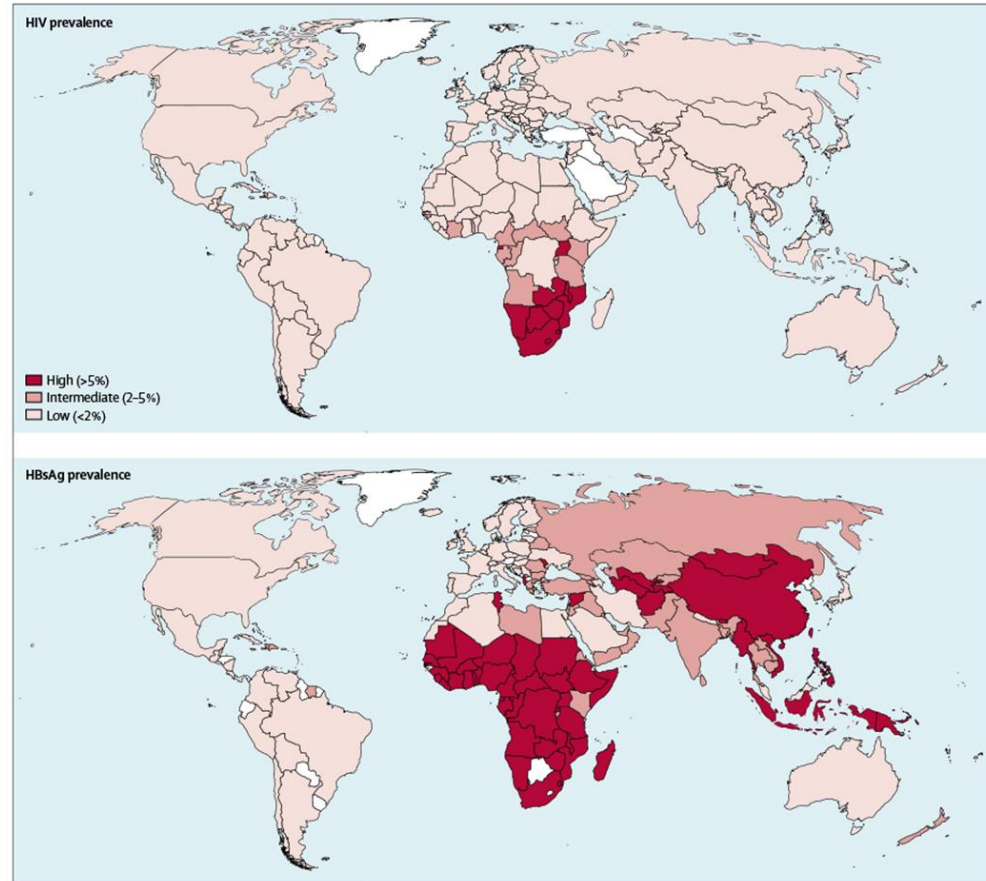 HIV prevalence
High (>5%)
Intermediate (2–5%)
Low (<2%)
HBsAg prevalence